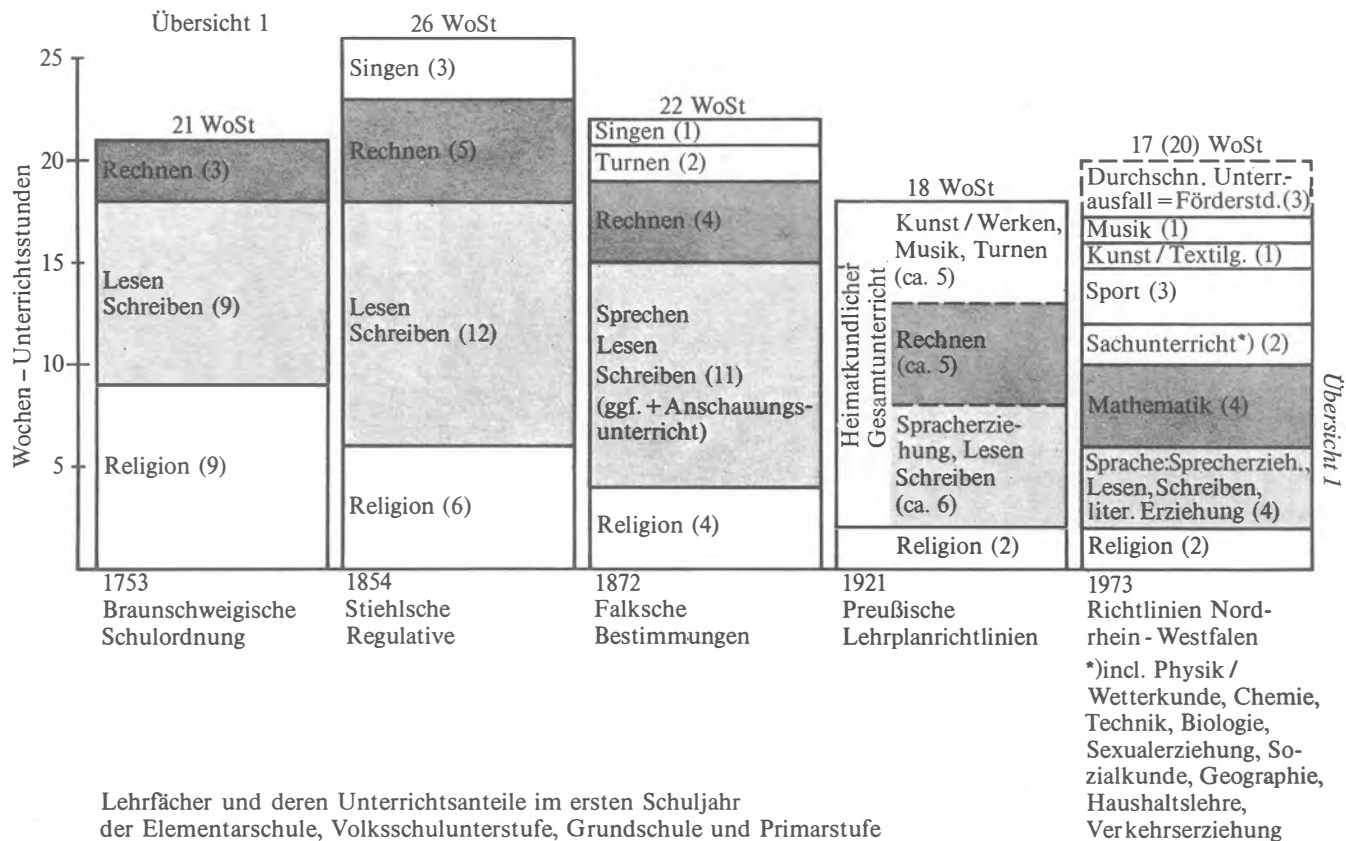 Übersicht 1
Wochen – Unterrichtsstunden
25
20
15
10
5
21 WoSt
Rechnen (3)
Lesen
Schreiben (9)
Religion (9)
1753
Braunschweigische
Schulordnung
26 WoSt
Singen (3)
Rechnen (5)
Lesen
Schreiben (12)
Religion (6)
1854
Stiehlsche
Regulative
22 WoSt
Singen (1)
Turnen (2)
Rechnen (4)
Sprechen
Lesen
Schreiben (11)
(ggf. + Anschauungs-
unterricht)
Religion (4)
1872
Falksche
Bestimmungen
18 WoSt
Heimatkundlicher
Gesamtunterricht
Kunst / Werken,
Musik, Turnen
(ca. 5)
Rechnen
(ca. 5)
Spracherzie-
hung, Lesen
Schreiben
(ca. 6)
Religion (2)
1921
Preußische
Lehrplanrichtlinien
17 (20) WoSt
Durchschn. Unterr.-
ausfall = Förderstd.(3)
Musik (1)
Kunst / Textilg. (1)
Sport (3)
Sachunterricht*) (2)
Mathematik (4)
Sprache: Sprecherzieh.,
Lesen, Schreiben,
liter. Erziehung (4)
Religion (2)
1973
Richtlinien Nord-
rhein - Westfalen
*)incl. Physik /
Wetterkunde, Chemie,
Technik, Biologie,
Sexualerziehung, So-
zialkunde, Geographie,
Haushaltslehre,
Verkehrserziehung
Übersicht 1
Lehrfächer und deren Unterrichtsanteile im ersten Schuljahr
der Elementarschule, Volksschulunterstufe, Grundschule und Primarstufe